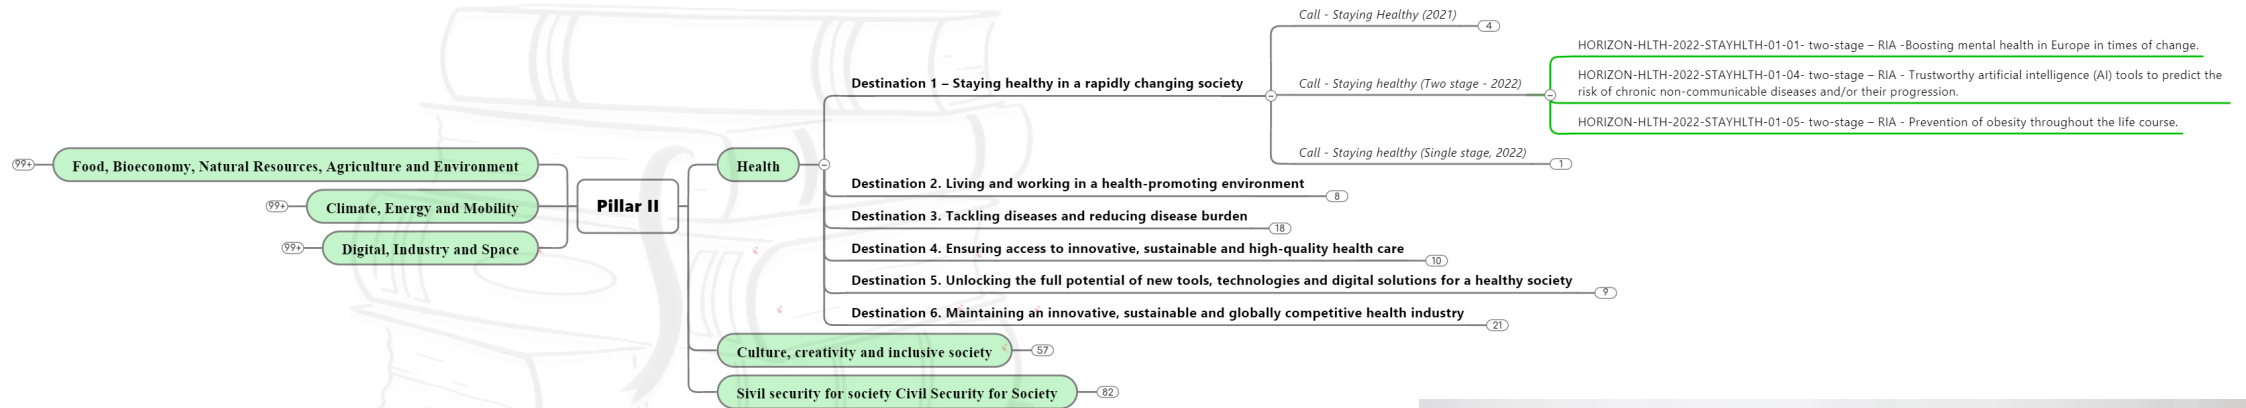 Call - Staying Healthy (2021)
4
HORIZON-HLTH-2022-STAYHLTH-01-01- two-stage – RIA -Boosting mental health in Europe in times of change.
Destination 1 – Staying healthy in a rapidly changing society
Call - Staying healthy (Two stage - 2022)
HORIZON-HLTH-2022-STAYHLTH-01-04- two-stage – RIA - Trustworthy artificial intelligence (AI) tools to predict the
risk of chronic non-communicable diseases and/or their progression.
HORIZON-HLTH-2022-STAYHLTH-01-05- two-stage – RIA - Prevention of obesity throughout the life course.
Call - Staying healthy (Single stage, 2022)
1
99+
Food, Bioeconomy, Natural Resources, Agriculture and Environment
Health
Destination 2. Living and working in a health-promoting environment
8
99+
Climate, Energy and Mobility
Pillar II
Destination 3. Tackling diseases and reducing disease burden
18
99+
Digital, Industry and Space
Destination 4. Ensuring access to innovative, sustainable and high-quality health care
10
Destination 5. Unlocking the full potential of new tools, technologies and digital solutions for a healthy society
9
Destination 6. Maintaining an innovative, sustainable and globally competitive health industry
21
Culture, creativity and inclusive society
57
Sivil security for society Civil Security for Society
82